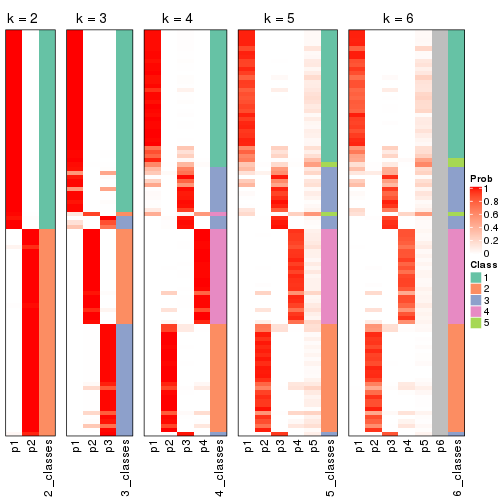 k = 2
k = 3
k = 4
k = 5
k = 6
Prob
1
0.8
0.6
0.4
0.2
0
Class
1
2
3
4
5
p1
p2
2_classes
p1
p2
p3
3_classes
p1
p2
p3
p4
4_classes
p1
p2
p3
p4
p5
5_classes
p1
p2
p3
p4
p5
p6
6_classes